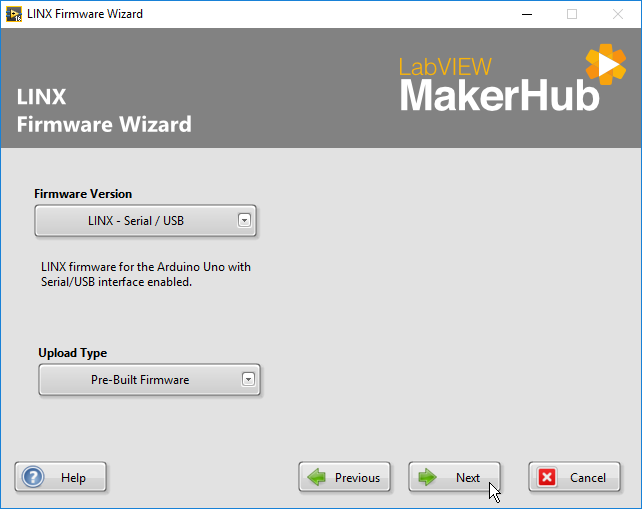 LINX Firmware Wizard
LabVIEW
MakerHub
LINX
Firmware Wizard
Firmware Version
LINX - Serial / USB
LINX firmware for the Arduino Uno with
Serial/USB interface enabled.
Upload Type
Pre-Built Firmware
? Help
Previous
Next
Cancel